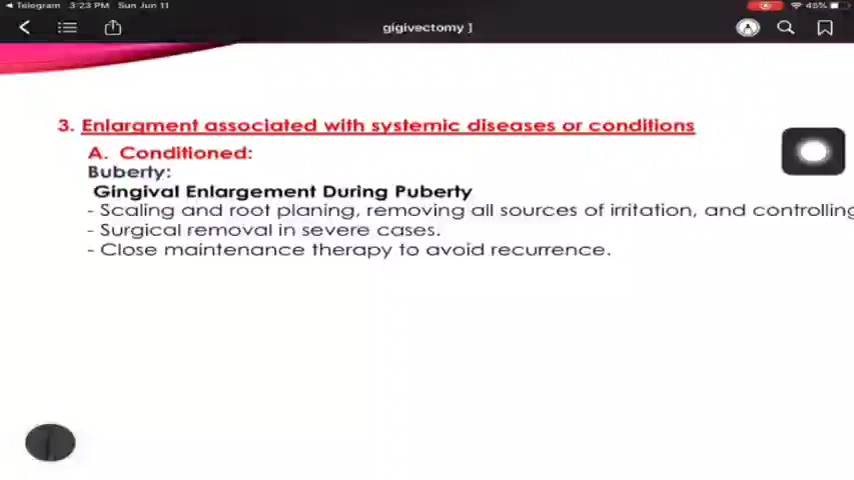 Telegram 3:23 PM Sun Jun 11 45%
gigivectomy ]
3. Enlargment associated with systemic diseases or conditions
A. Conditioned:
Buberty:
Gingival Enlargement During Puberty
- Scaling and root planing, removing all sources of irritation, and controlling
- Surgical removal in severe cases.
- Close maintenance therapy to avoid recurrence.